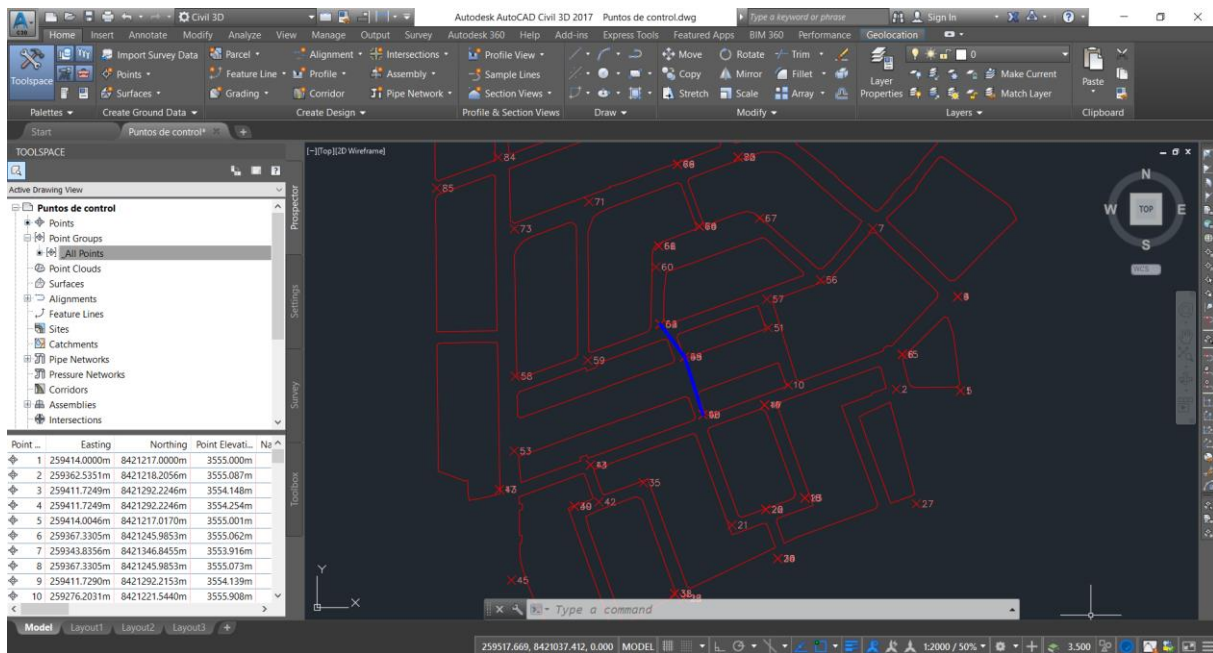 Civil 3D
Autodesk AutoCAD Civil 3D 2017 Puntos de control.dwg
Type a keyword or phrase
Sign In
C3D
Home Insert Annotate Modify Analyze View Manage Output Survey Autodesk 360 Help Add-ins Express Tools Featured Apps BIM 360 Performance Geolocation
Import Survey Data Parcel Alignment Intersections Profile View Move Rotate Trim 0
Toolspace Points Feature Line Profile Assembly Sample Lines Copy Mirror Fillet Layer Properties Make Current Paste
Surfaces Grading Corridor Pipe Network Section Views Stretch Scale Array Match Layer
Palettes Create Ground Data Create Design Profile & Section Views Draw Modify Layers Clipboard
Start Puntos de control*
TOOLSPACE
[−][Top][2D Wireframe]
Active Drawing View
Puntos de control
Points
Point Groups
_All Points
Point Clouds
Surfaces
Alignments
Feature Lines
Sites
Catchments
Pipe Networks
Pressure Networks
Corridors
Assemblies
Intersections
Prospector
Settings
Survey
Toolbox
Point ... Easting Northing Point Elevati... Na
1 259414.0000m 8421217.0000m 3555.000m
2 259362.5351m 8421218.2056m 3555.087m
3 259411.7249m 8421292.2246m 3554.148m
4 259411.7249m 8421292.2246m 3554.254m
5 259414.0046m 8421217.0170m 3555.001m
6 259367.3305m 8421245.9853m 3555.062m
7 259343.8356m 8421346.8455m 3553.916m
8 259367.3305m 8421245.9853m 3555.073m
9 259411.7290m 8421292.2153m 3554.139m
10 259276.2031m 8421221.5440m 3555.908m
84
85
71
73
67
7
60
56
57
51
59
58
10
2
53
35
42
27
21
45
N
W TOP E
S
WCS
Y
X
Type a command
Model Layout1 Layout2 Layout3 +
259517.669, 8421037.412, 0.000 MODEL 1:2000 / 50% 3.500